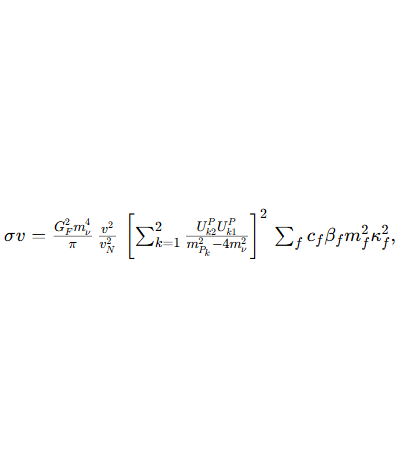 σv = \frac{G_F^2 m_ν^4}{π} \frac{v^2}{v_N^2} \left[ \sum_{k=1}^{2} \frac{U_{k2}^P U_{k1}^P}{m_{P_k}^2 - 4m_ν^2} \right]^2 \sum_f c_f β_f m_f^2 κ_f^2,